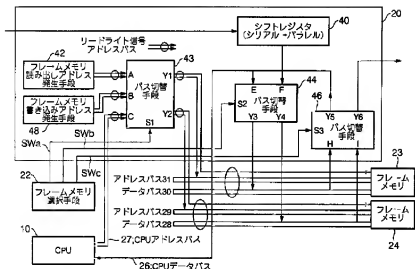 20
リードライト信号
アドレスバス
シフトレジスタ
(シリアル→パラレル)
40
42
フレームメモリ
読み出しアドレス
発生手段
43
Y1
A
バス切替
手段
B
C
Y2
S1
フレームメモリ
書き込みアドレス
発生手段
48
SWb
SWa
SWc
E
F
44
S2
バス切替
手段
Y3
Y4
46
Y5
Y6
バス切替
手段
S3
H
I
22
フレームメモリ
選択手段
アドレスバス31
データバス30
アドレスバス29
データバス28
23
フレーム
メモリ
フレーム
メモリ
24
10
CPU
27;CPUアドレスバス
26;CPUデータバス